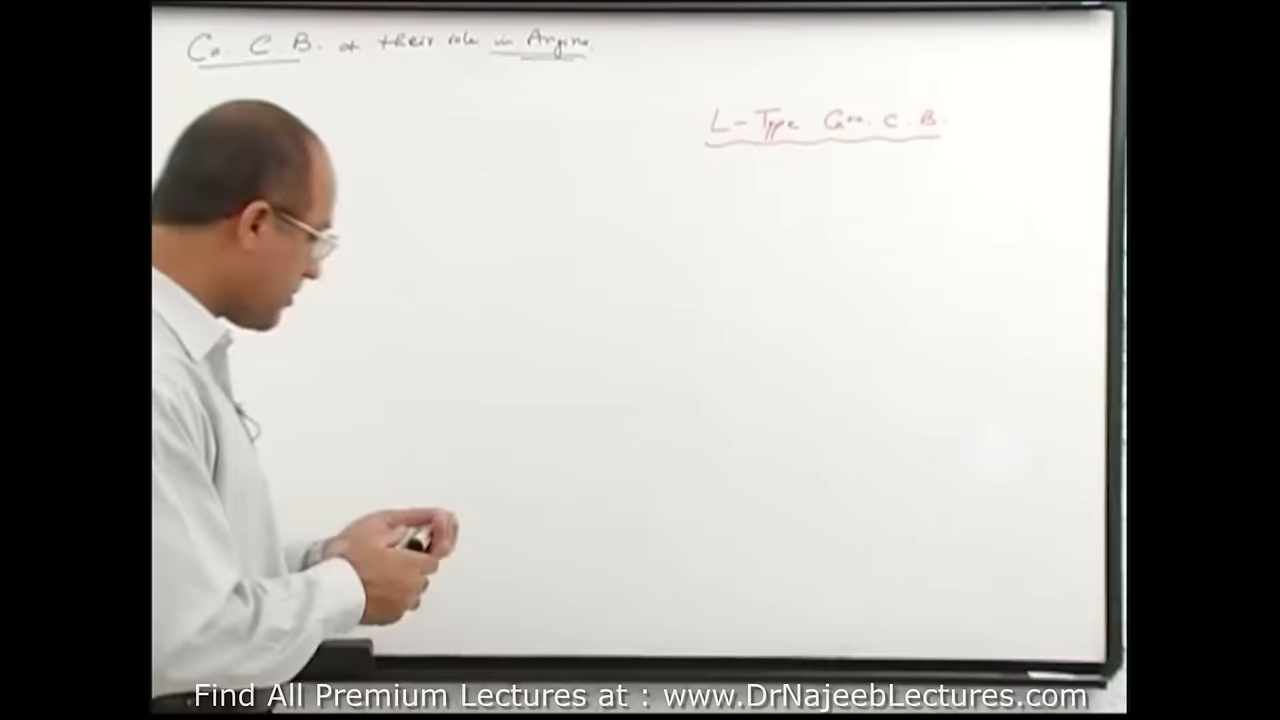 Ca. C. B. & their role in Angina.
L-Type Ca++. C. B.
Find All Premium Lectures at : www.DrNajeebLectures.com